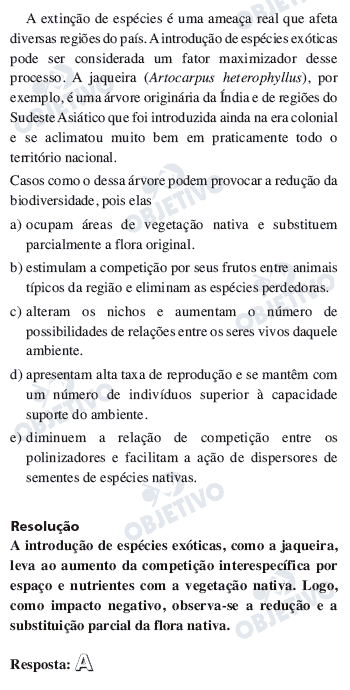 A extinção de espécies é uma ameaça real que afeta
diversas regiões do país. A introdução de espécies exóticas
pode ser considerada um fator maximizador desse
processo. A jaqueira (Artocarpus heterophyllus), por
exemplo, é uma árvore originária da Índia e de regiões do
Sudeste Asiático que foi introduzida ainda na era colonial
e se aclimatou muito bem em praticamente todo o
território nacional.
Casos como o dessa árvore podem provocar a redução da
biodiversidade, pois elas
a) ocupam áreas de vegetação nativa e substituem
parcialmente a flora original.
b) estimulam a competição por seus frutos entre animais
típicos da região e eliminam as espécies perdedoras.
c) alteram os nichos e aumentam o número de
possibilidades de relações entre os seres vivos daquele
ambiente.
d) apresentam alta taxa de reprodução e se mantêm com
um número de indivíduos superior à capacidade
suporte do ambiente.
e) diminuem a relação de competição entre os
polinizadores e facilitam a ação de dispersores de
sementes de espécies nativas.
OBJETIVO
Resolução
A introdução de espécies exóticas, como a jaqueira,
leva ao aumento da competição interespecífica por
espaço e nutrientes com a vegetação nativa. Logo,
como impacto negativo, observa-se a redução e a
substituição parcial da flora nativa.
Resposta: A